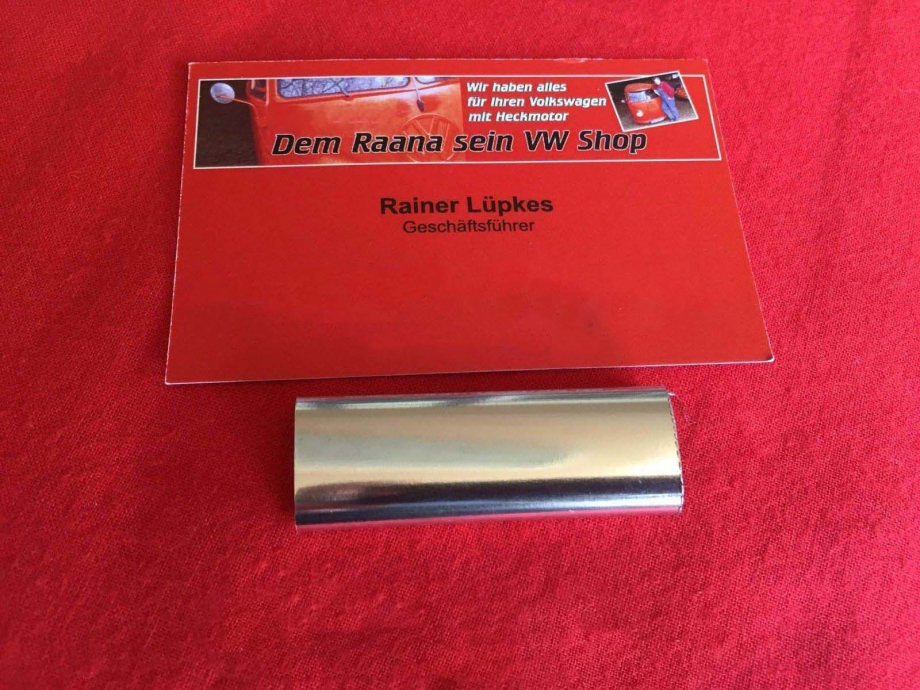 Wir haben alles
für Ihren Volkswagen
mit Heckmotor
Dem Raana sein VW Shop
Rainer Lüpkes
Geschäftsführer